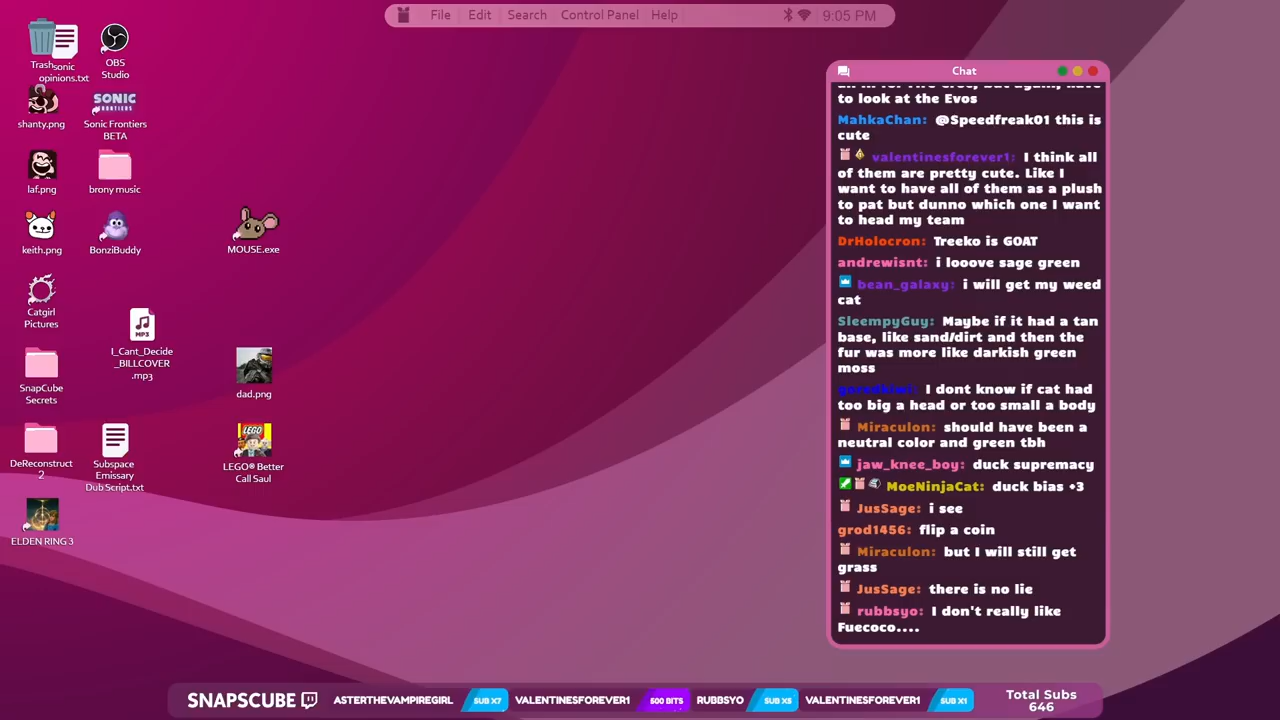 File Edit Search Control Panel Help 9:05 PM
Trash
sonic opinions.txt
OBS Studio
shanty.png
Sonic Frontiers BETA
laf.png
brony music
keith.png
BonziBuddy
MOUSE.exe
Catgirl Pictures
MP3
I_Cant_Decide
_BILLCOVER
.mp3
SnapCube Secrets
dad.png
DeReconstruct 2
Subspace Emissary Dub Script.txt
LEGO
LEGO® Better Call Saul
ELDEN RING 3
Chat
to look at the Evos
MahkaChan: @Speedfreak01 this is
cute
valentinesforever1: I think all
of them are pretty cute. Like I
want to have all of them as a plush
to pat but dunno which one I want
to head my team
DrHolocron: Treeko is GOAT
andrewisnt: i looove sage green
bean_galaxy: i will get my weed
cat
SleempyGuy: Maybe if it had a tan
base, like sand/dirt and then the
fur was more like darkish green
moss
I dont know if cat had
too big a head or too small a body
Miraculon: should have been a
neutral color and green tbh
jaw_knee_boy: duck supremacy
MoeNinjaCat: duck bias +3
JusSage: i see
grod1456: flip a coin
Miraculon: but I will still get
grass
JusSage: there is no lie
rubbsyo: I don't really like
Fuecoco....
SNAPSCUBE ASTERTHEVAMPIREGIRL SUB X7 VALENTINESFOREVER1 500 BITS RUBBSYO SUB X5 VALENTINESFOREVER1 SUB X1
Total Subs
646